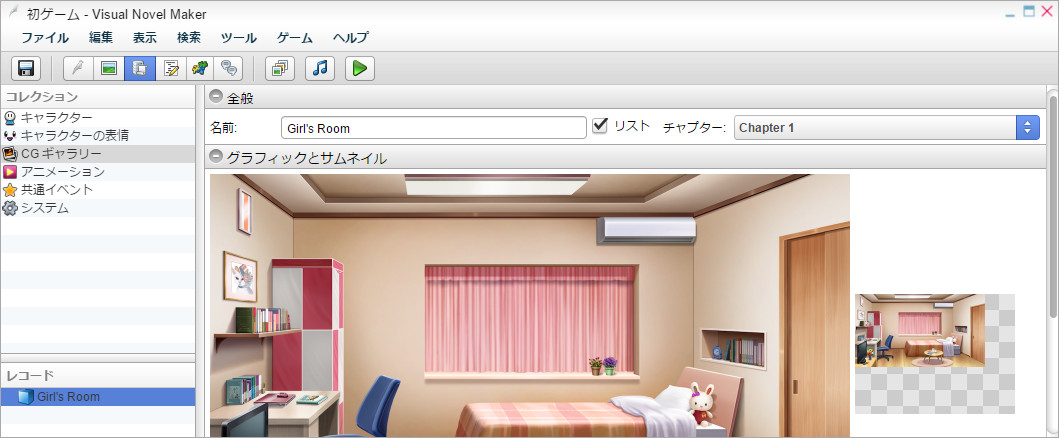 初ゲーム - Visual Novel Maker
ファイル 編集 表示 検索 ツール ゲーム ヘルプ
コレクション
キャラクター
キャラクターの表情
CGギャラリー
アニメーション
共通イベント
システム
レコード
Girl's Room
全般
名前: Girl's Room リスト チャプター: Chapter 1
グラフィックとサムネイル